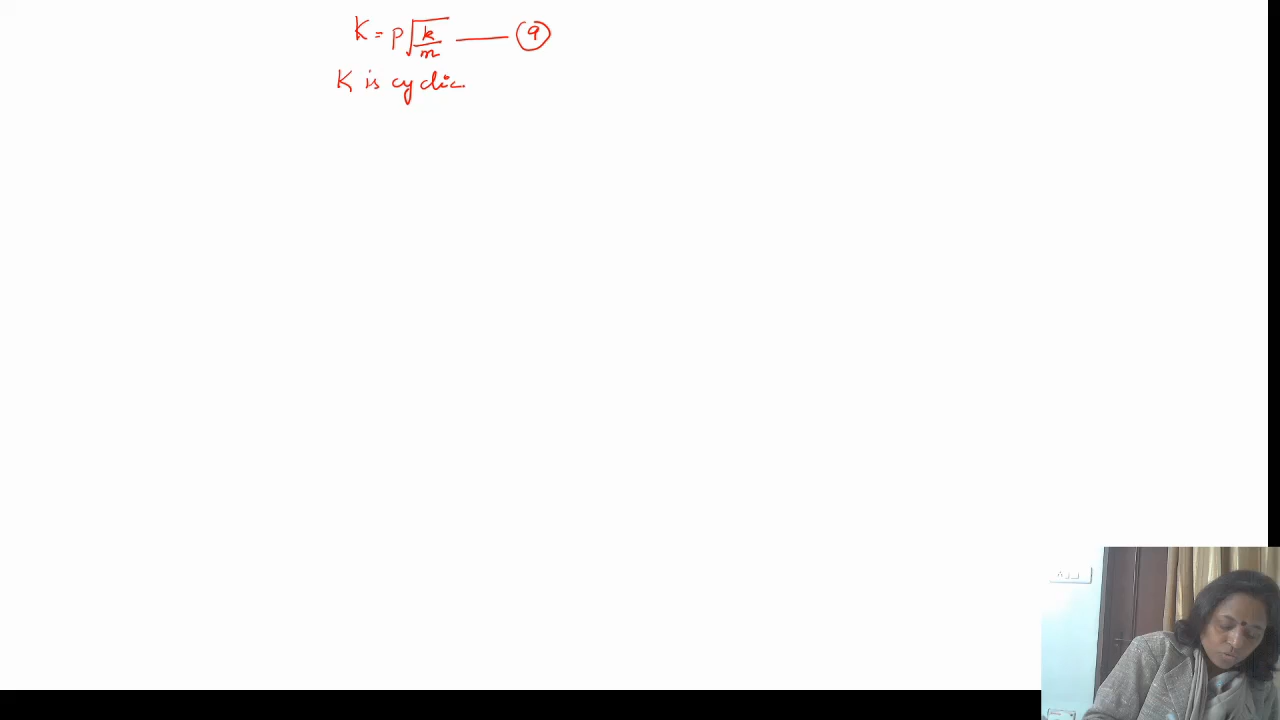 K = P√k/m —— ⑨
K is cyclic.